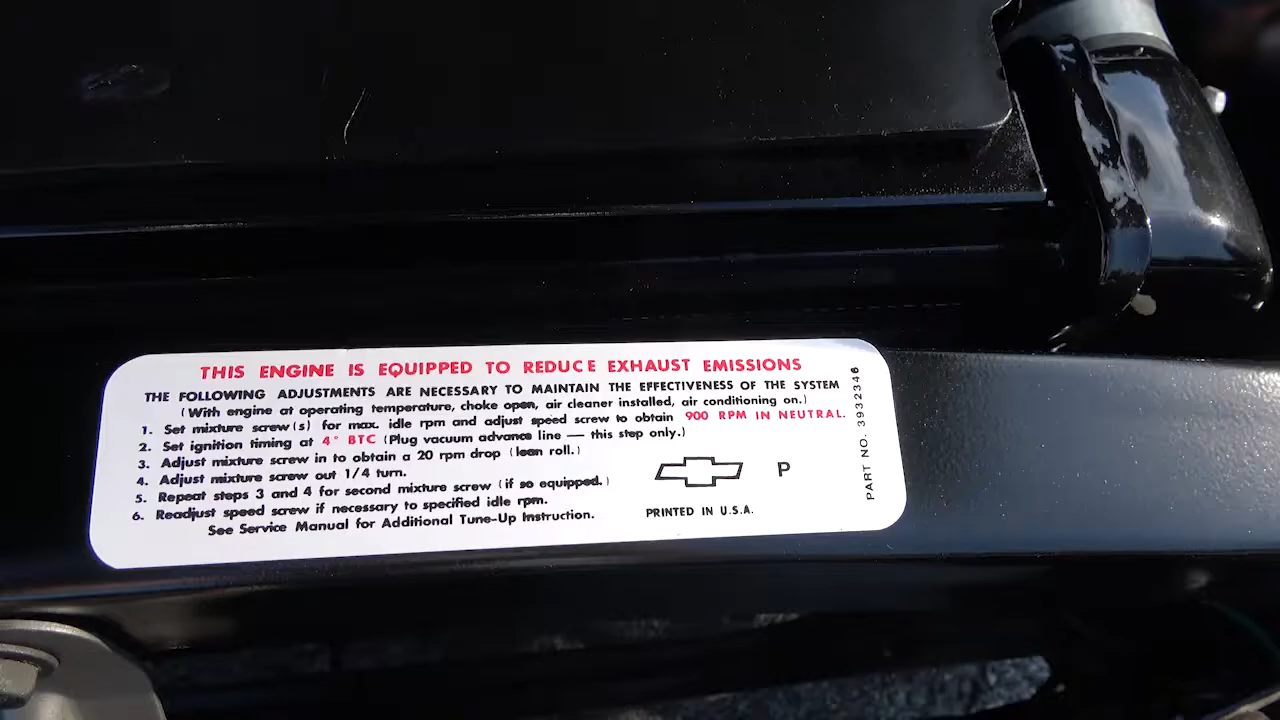 THIS ENGINE IS EQUIPPED TO REDUCE EXHAUST EMISSIONS
THE FOLLOWING ADJUSTMENTS ARE NECESSARY TO MAINTAIN THE EFFECTIVENESS OF THE SYSTEM
(With engine at operating temperature, choke open, air cleaner installed, air conditioning on.)
1. Set mixture screw(s) for max. idle rpm and adjust speed screw to obtain 900 RPM IN NEUTRAL.
2. Set ignition timing at 4° BTC (Plug vacuum advance line — this step only.)
3. Adjust mixture screw in to obtain a 20 rpm drop (lean roll.)
4. Adjust mixture screw out 1/4 turn.
5. Repeat steps 3 and 4 for second mixture screw (if so equipped.)
6. Readjust speed screw if necessary to specified idle rpm.
See Service Manual for Additional Tune-Up Instruction.
P
PRINTED IN U.S.A.
PART NO. 3932346